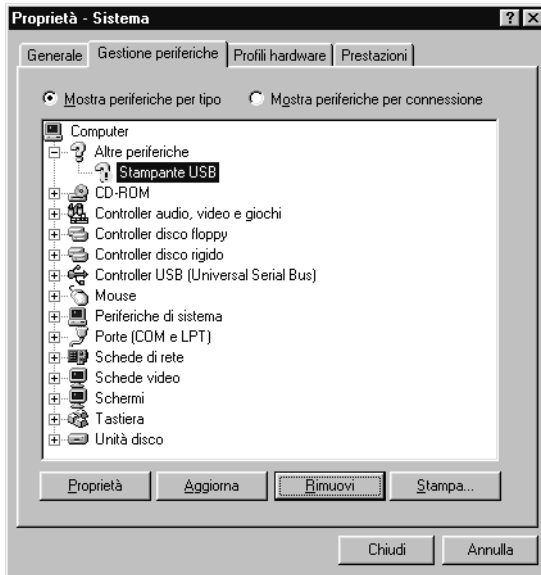 Proprietà - Sistema
Generale Gestione periferiche Profili hardware Prestazioni
Mostra periferiche per tipo Mostra periferiche per connessione
Computer
Altre periferiche
Stampante USB
CD-ROM
Controller audio, video e giochi
Controller disco floppy
Controller disco rigido
Controller USB (Universal Serial Bus)
Mouse
Periferiche di sistema
Porte (COM e LPT)
Schede di rete
Schede video
Schermi
Tastiera
Unità disco
Proprietà Aggiorna Rimuovi Stampa...
Chiudi Annulla